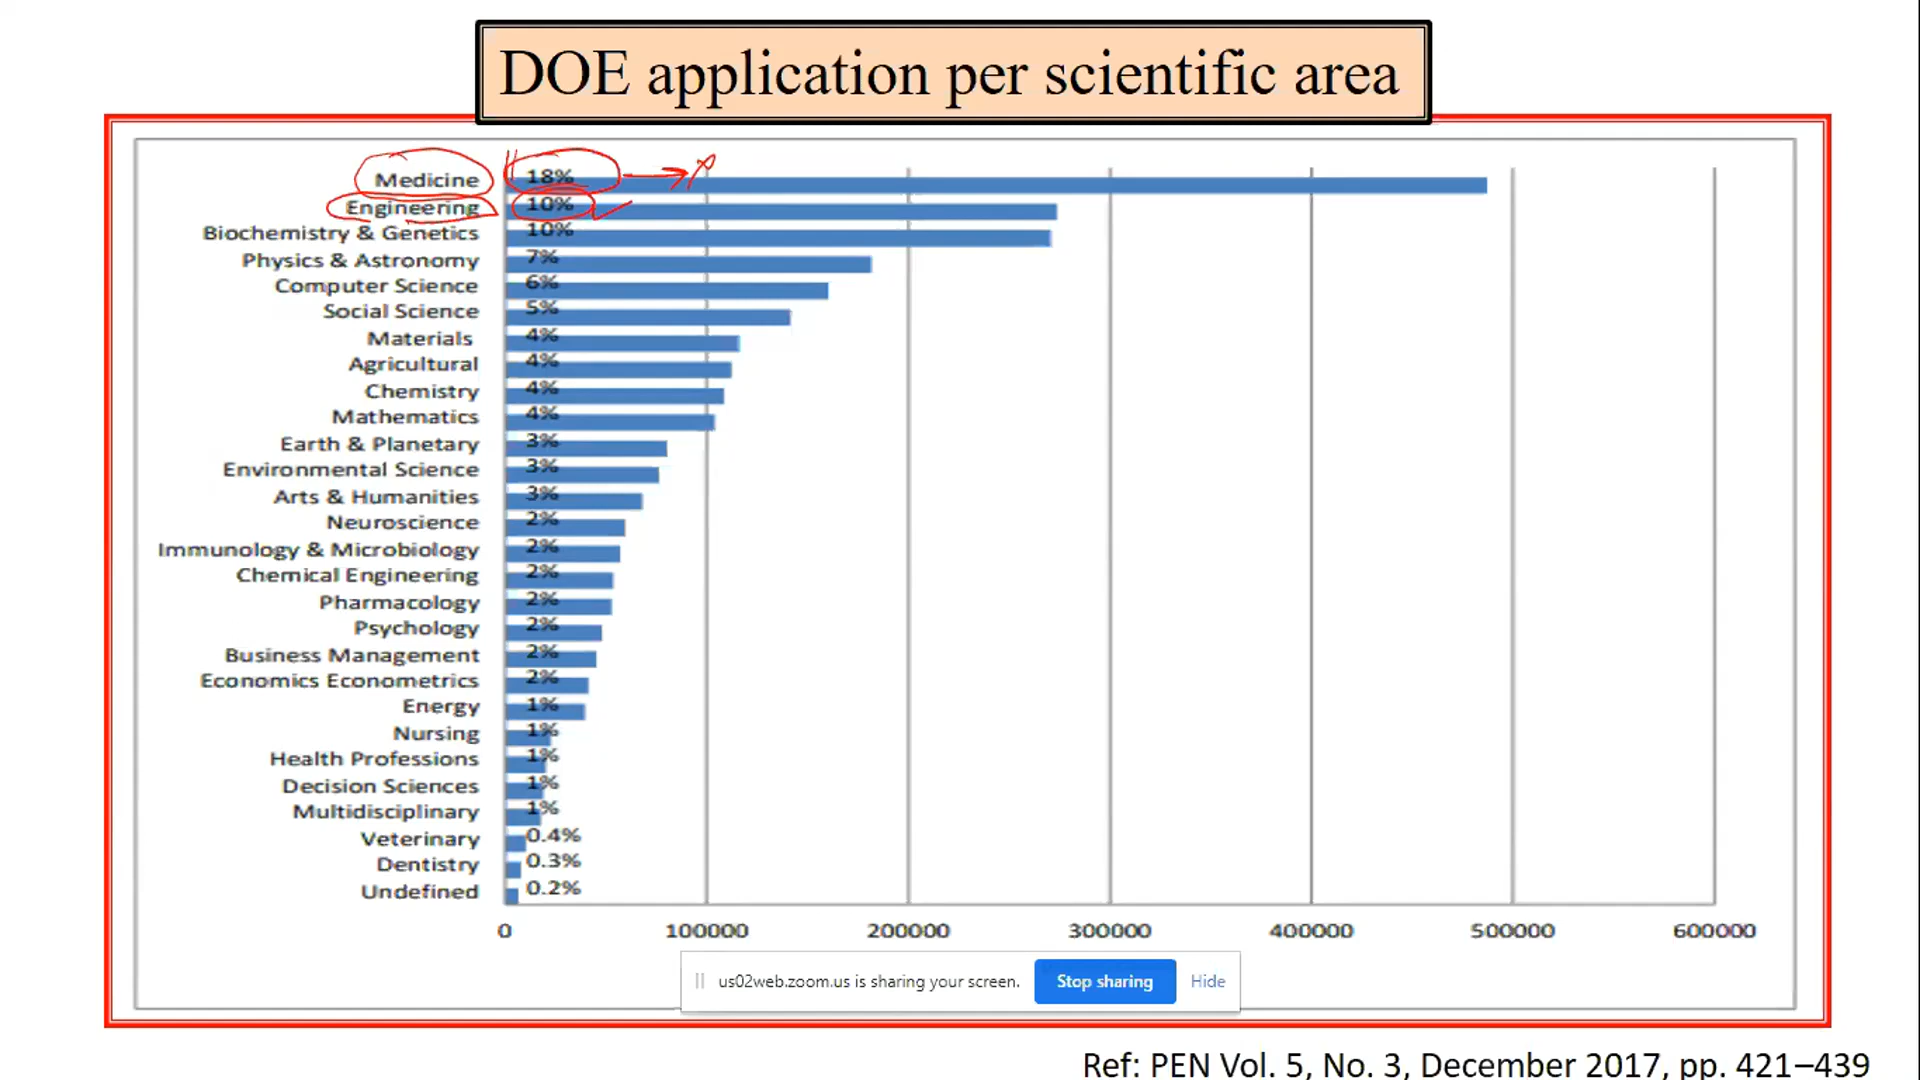 DOE application per scientific area
Medicine 18%
Engineering 10%
Biochemistry & Genetics 10%
Physics & Astronomy 7%
Computer Science 6%
Social Science 5%
Materials 4%
Agricultural 4%
Chemistry 4%
Mathematics 4%
Earth & Planetary 3%
Environmental Science 3%
Arts & Humanities 3%
Neuroscience 2%
Immunology & Microbiology 2%
Chemical Engineering 2%
Pharmacology 2%
Psychology 2%
Business Management 2%
Economics Econometrics 2%
Energy 1%
Nursing 1%
Health Professions 1%
Decision Sciences 1%
Multidisciplinary 1%
Veterinary 0.4%
Dentistry 0.3%
Undefined 0.2%
0 100000 200000 300000 400000 500000 600000
us02web.zoom.us is sharing your screen. Stop sharing Hide
Ref: PEN Vol. 5, No. 3, December 2017, pp. 421–439